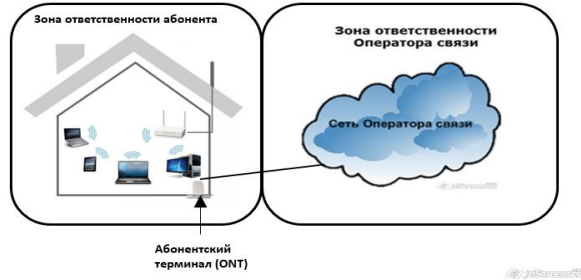 Зона ответственности абонента
Зона ответственности
Оператора связи
Сеть Оператора связи
Абонентский
терминал (ONT)